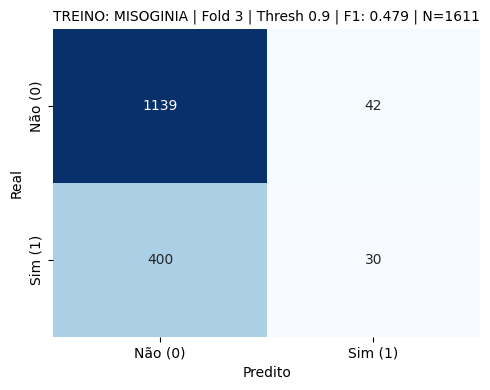 TREINO: MISOGINIA | Fold 3 | Thresh 0.9 | F1: 0.479 | N=1611
Não (0)
1139
42
Real
Sim (1)
400
30
Não (0)
Sim (1)
Predito